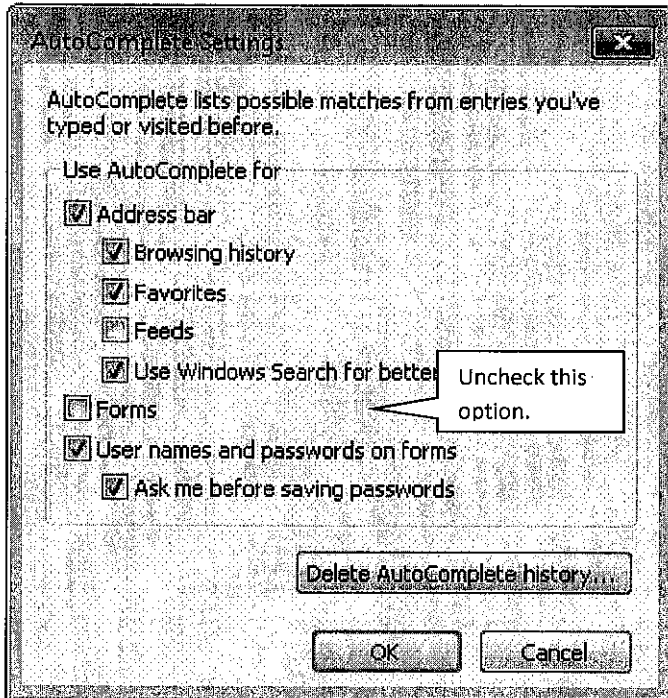 AutoComplete Settings
AutoComplete lists possible matches from entries you've
typed or visited before.
Use AutoComplete for
Address bar
Browsing history
Favorites
Feeds
Use Windows Search for better
Uncheck this
option.
Forms
User names and passwords on forms
Ask me before saving passwords
Delete AutoComplete history...
OK
Cancel